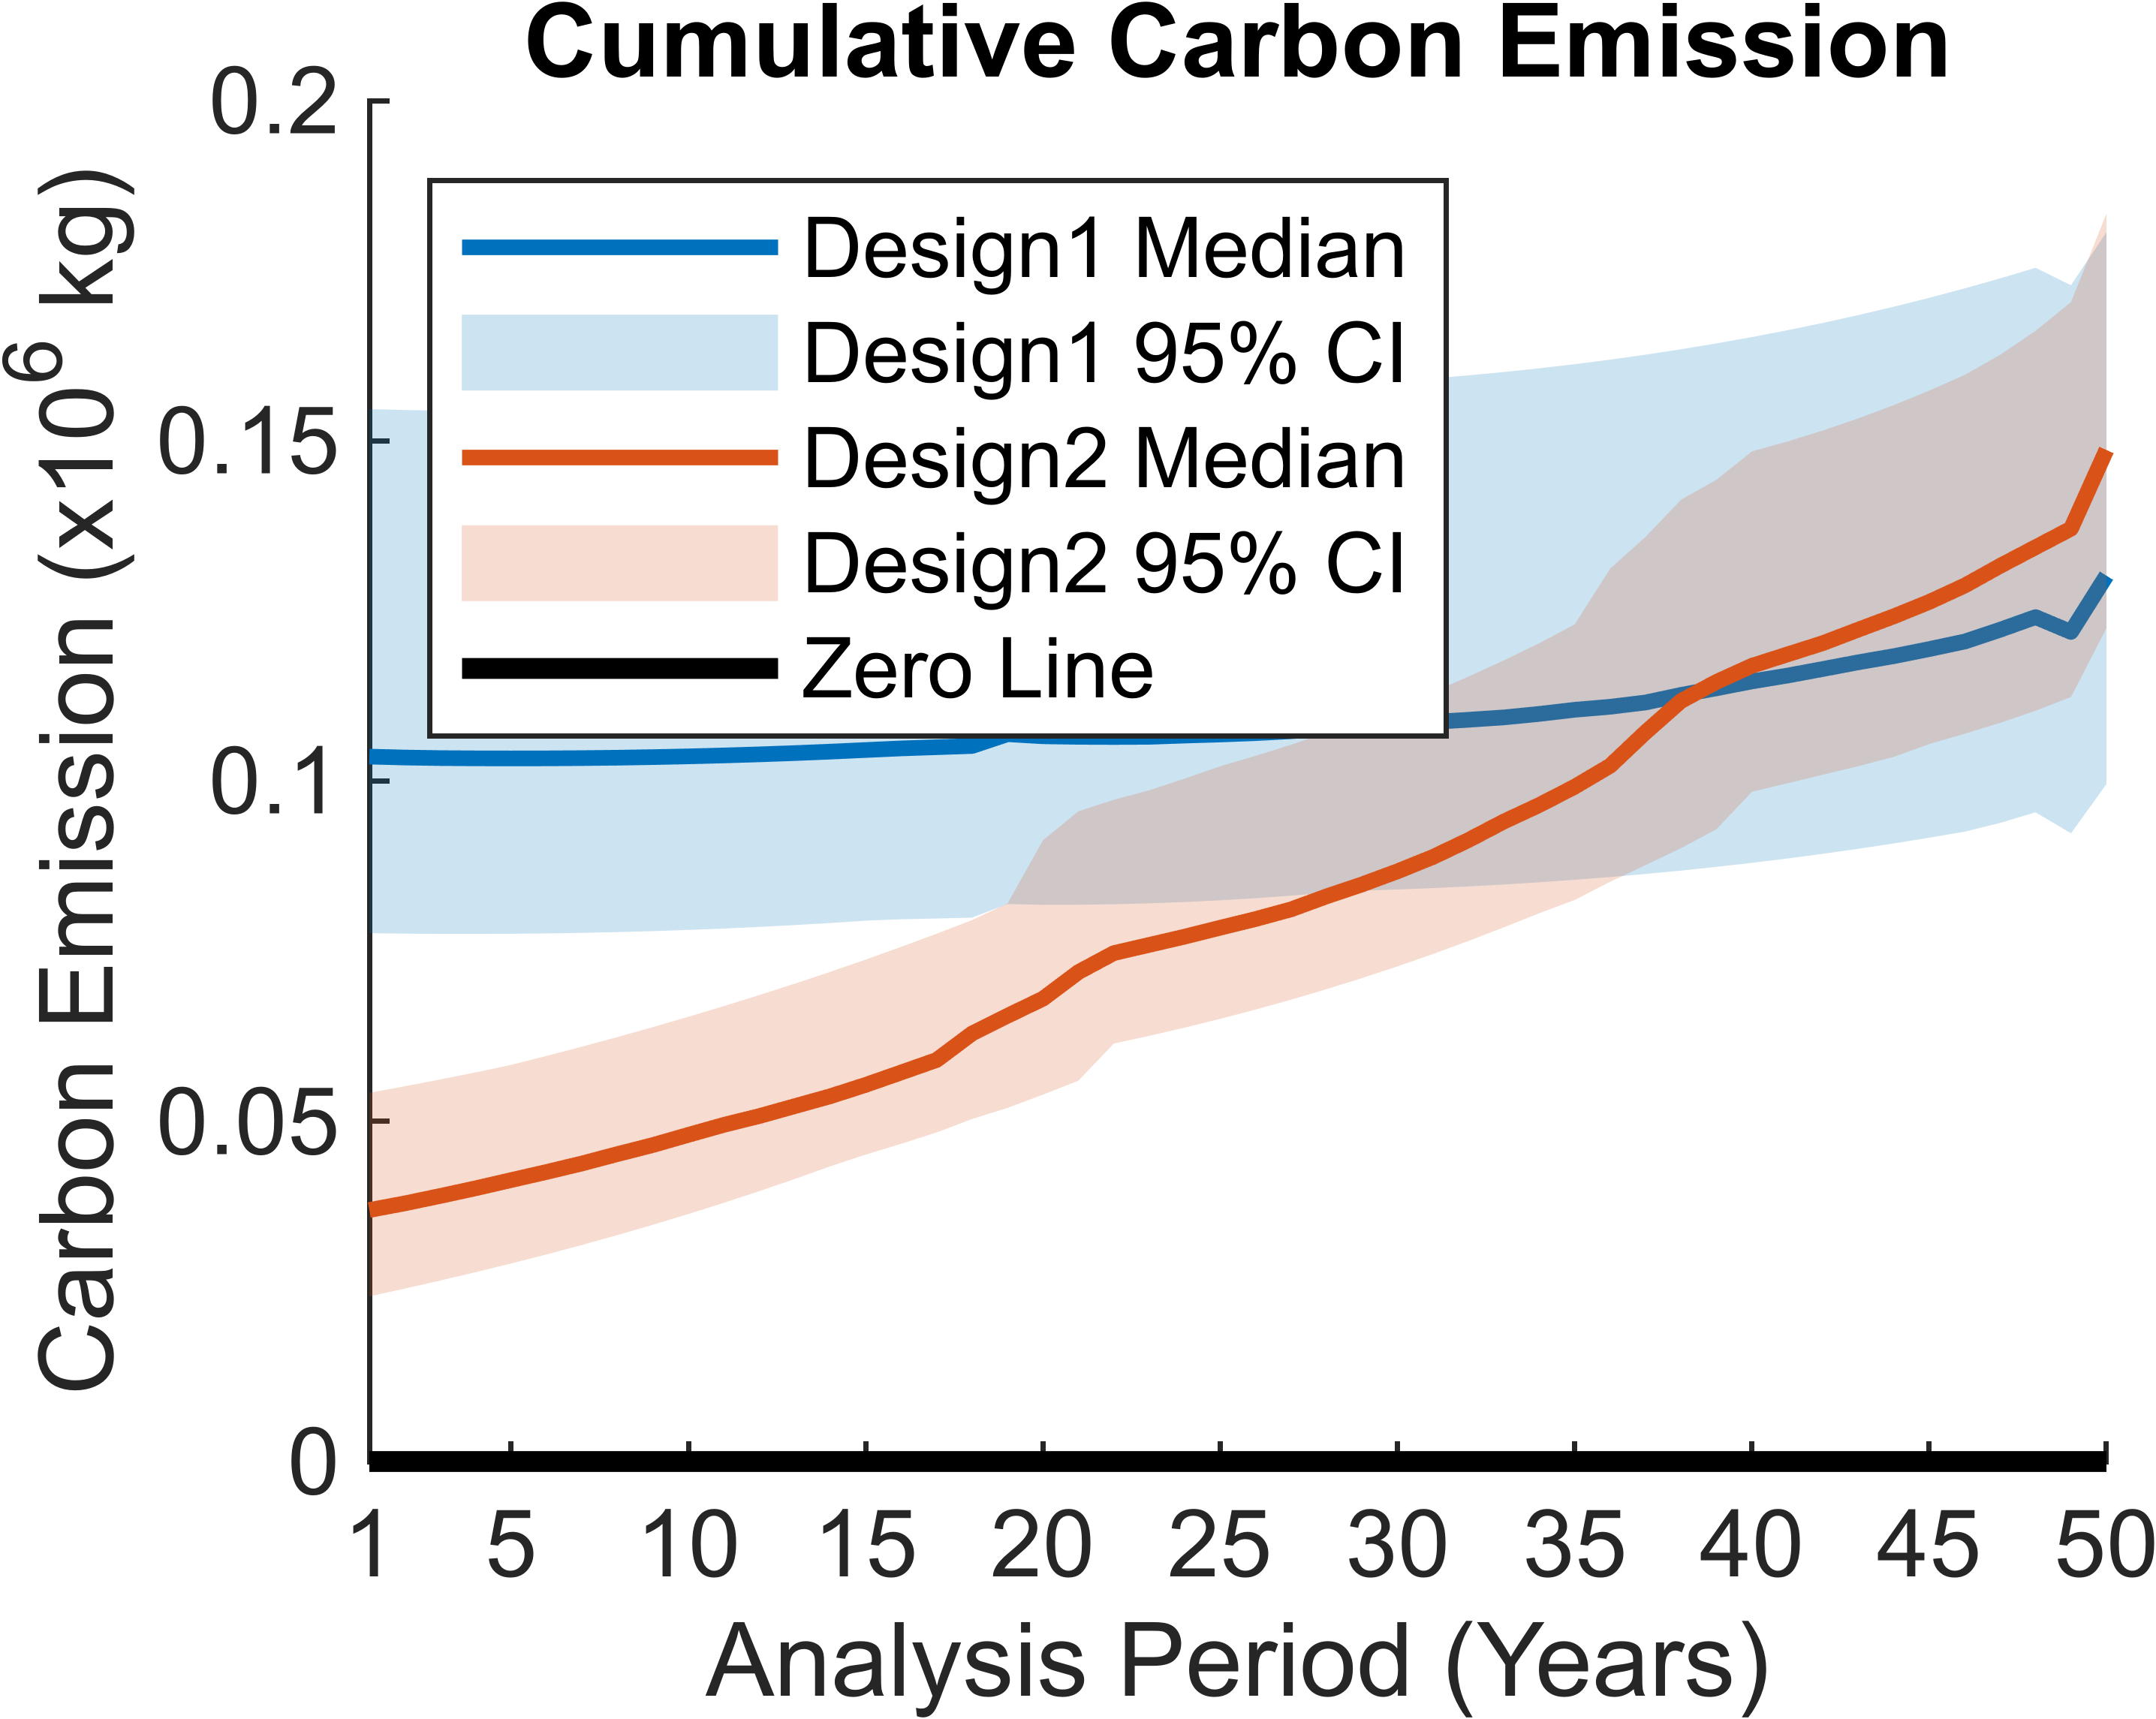 Cumulative Carbon Emission
Carbon Emission (x10⁶ kg)
0.2
0.15
0.1
0.05
0
Design1 Median
Design1 95% CI
Design2 Median
Design2 95% CI
Zero Line
1 5 10 15 20 25 30 35 40 45 50
Analysis Period (Years)